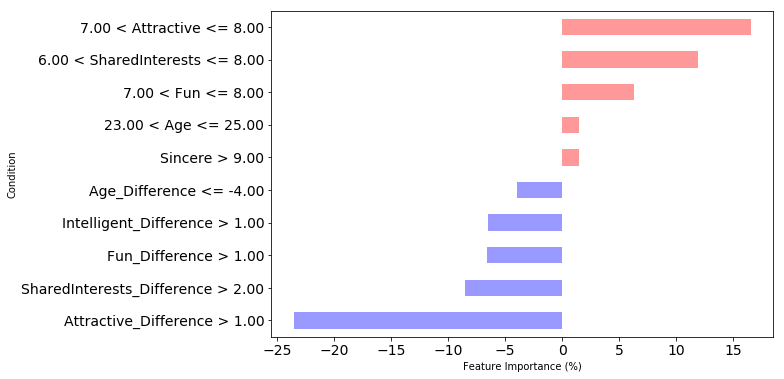 7.00 < Attractive <= 8.00
6.00 < SharedInterests <= 8.00
7.00 < Fun <= 8.00
23.00 < Age <= 25.00
Sincere > 9.00
Age_Difference <= -4.00
Intelligent_Difference > 1.00
Fun_Difference > 1.00
SharedInterests_Difference > 2.00
Attractive_Difference > 1.00
Condition
−25 −20 −15 −10 −5 0 5 10 15
Feature Importance (%)